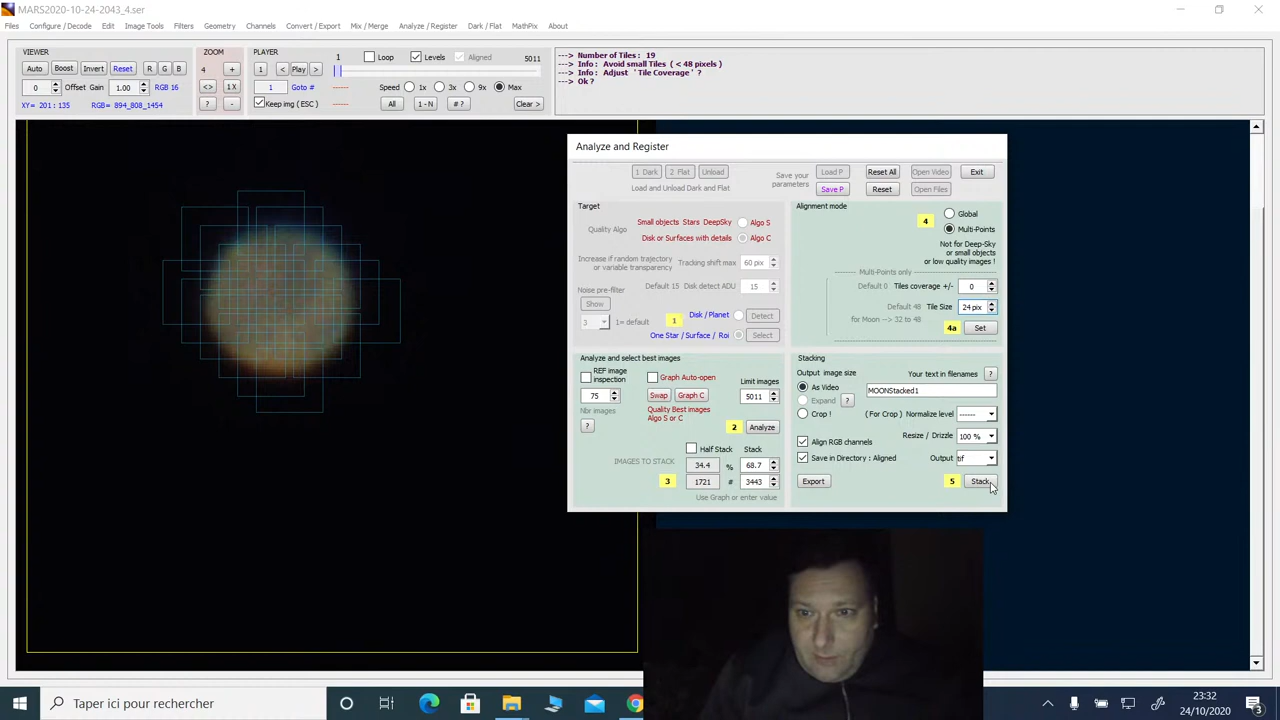 MARS2020-10-24-2043_4.ser
Files Configure / Decode Edit Image Tools Filters Geometry Channels Convert / Export Mix / Merge Analyze / Register Dark / Flat MathPix About
VIEWER
Auto Boost Invert Reset R G B
0 Offset Gain 1.00 RGB 16
XY= 201 : 135 RGB= 894_808_1454
ZOOM
4 +
<> 1 X
? -
PLAYER 1 Loop Levels Aligned 5011
1 < Play >
1 Goto # ------ Speed 1x 3x 9x Max
Keep img ( ESC ) ------ All 1 - N # ? Clear >
---> Number of Tiles : 19
---> Info : Avoid small Tiles ( < 48 pixels )
---> Info : Adjust ' Tile Coverage ' ?
---> Ok ?
Analyze and Register
1 Dark 2 Flat Unload
Load and Unload Dark and Flat
Save your
parameters
Load P Reset All Open Video Exit
Save P Reset Open Files
Target
Quality Algo
Small objects Stars DeepSky Algo S
Disk or Surfaces with details Algo C
Increase if random trajectory
or variable transparency
Tracking shift max 60 pix
Noise pre-filter Default 15 Disk detect ADU 15
Show
3 1= default
1 Disk / Planet Detect
One Star / Surface / Roi Select
Alignment mode
4 Global
Multi-Points
Not for Deep-Sky
or small objects
or low quality images !
Multi-Points only
Default 0 Tiles coverage +/- 0
Default 48 Tile Size 24 pix
for Moon --> 32 to 48
4a Set
Analyze and select best images
REF image
inspection
Graph Auto-open
Limit images
75 Swap Graph C 5011
Nbr images
Quality Best images
Algo S or C
? 2 Analyze
Half Stack Stack
IMAGES TO STACK 34.4 % 68.7
3 1721 # 3443
Use Graph or enter value
Stacking
Output image size Your text in filenames ?
As Video MOONStacked1
Expand ?
Crop ! ( For Crop ) Normalize level ------
Align RGB channels Resize / Drizzle 100 %
Save in Directory : Aligned Output tif
Export 5 Stack
Taper ici pour rechercher
23:32
24/10/2020
3